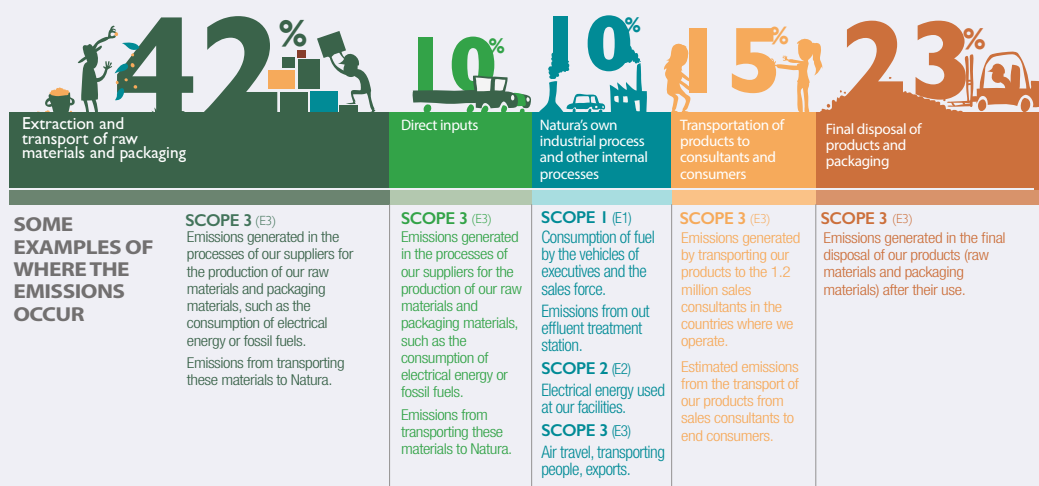 42%
10%
10%
15%
23%
Extraction and
transport of raw
materials and packaging
Direct inputs
Natura's own
industrial process
and other internal
processes
Transportation of
products to
consultants and
consumers
Final disposal of
products and
packaging
SOME
EXAMPLES OF
WHERE THE
EMISSIONS
OCCUR
SCOPE 3 (E3)
Emissions generated in the
processes of our suppliers for
the production of our raw
materials and packaging
materials, such as the
consumption of electrical
energy or fossil fuels.
Emissions from transporting
these materials to Natura.
SCOPE 3 (E3)
Emissions generated
in the processes of
our suppliers for the
production of our raw
materials and
packaging materials,
such as the
consumption of
electrical energy or
fossil fuels.
Emissions from
transporting these
materials to Natura.
SCOPE 1 (E1)
Consumption of fuel
by the vehicles of
executives and the
sales force.
Emissions from out
effluent treatment
station.
SCOPE 2 (E2)
Electrical energy used
at our facilities.
SCOPE 3 (E3)
Air travel, transporting
people, exports.
SCOPE 3 (E3)
Emissions generated
by transporting our
products to the 1.2
million sales
consultants in the
countries where we
operate.
Estimated emissions
from the transport of
our products from
sales consultants to
end consumers.
SCOPE 3 (E3)
Emissions generated in the final
disposal of our products (raw
materials and packaging
materials) after their use.